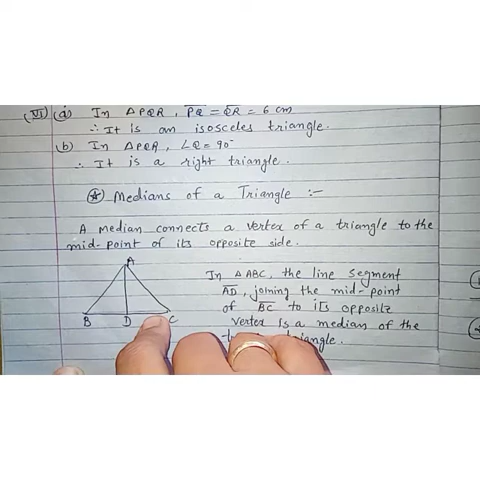 (VI) (a) In △PQR, PQ = QR = 6 cm
∴ It is an isosceles triangle.
b) In △PQR, ∠Q = 90°
∴ It is a right triangle.
☆ Medians of a Triangle :-
A median connects a vertex of a triangle to the
mid-point of its opposite side.
A
B D C
In △ABC, the line segment
AD, joining the mid-point
of BC to its opposite
vertex is a median of the
triangle.